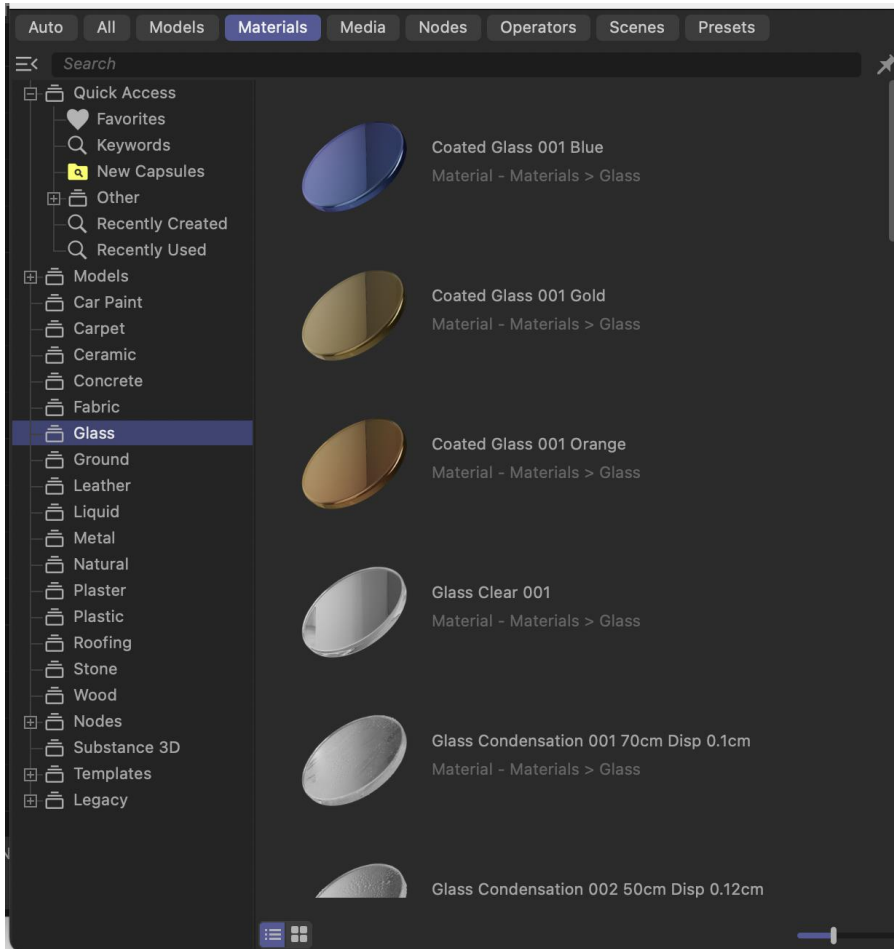 Auto All Models Materials Media Nodes Operators Scenes Presets
Search
Quick Access
Favorites
Keywords
New Capsules
Other
Recently Created
Recently Used
Models
Car Paint
Carpet
Ceramic
Concrete
Fabric
Glass
Ground
Leather
Liquid
Metal
Natural
Plaster
Plastic
Roofing
Stone
Wood
Nodes
Substance 3D
Templates
Legacy
Coated Glass 001 Blue
Material - Materials > Glass
Coated Glass 001 Gold
Material - Materials > Glass
Coated Glass 001 Orange
Material - Materials > Glass
Glass Clear 001
Material - Materials > Glass
Glass Condensation 001 70cm Disp 0.1cm
Material - Materials > Glass
Glass Condensation 002 50cm Disp 0.12cm